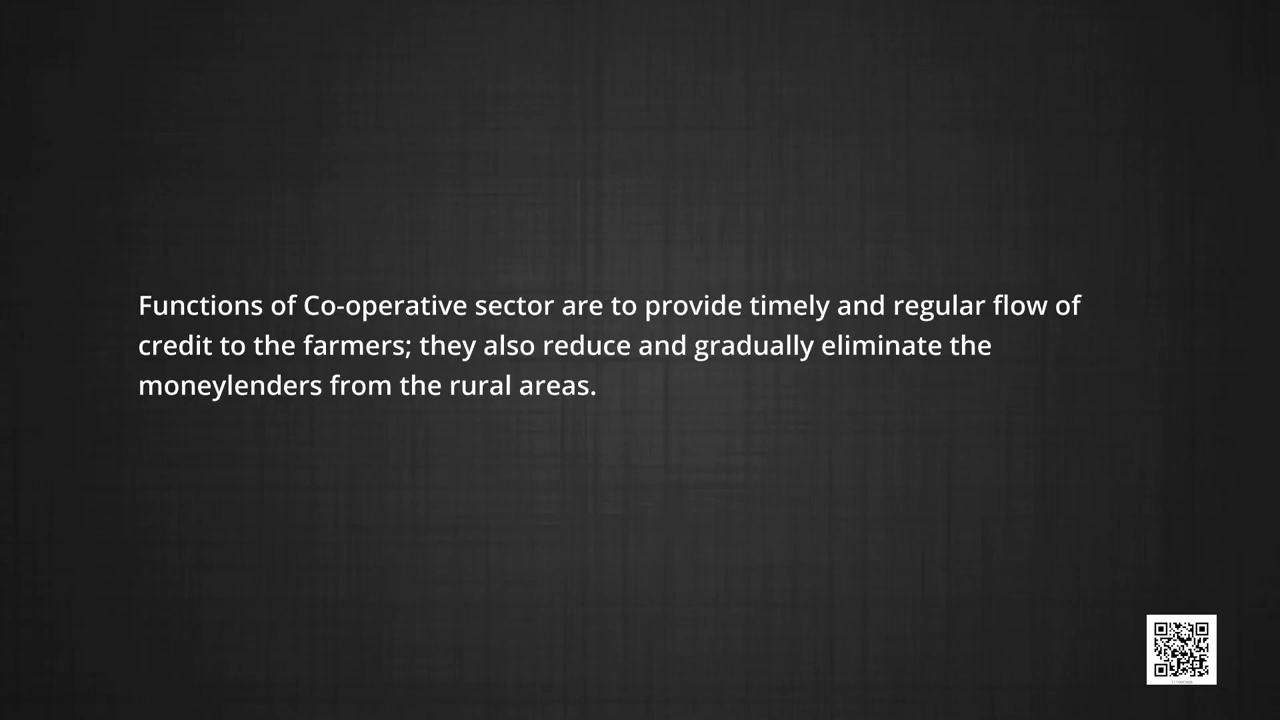 Functions of Co-operative sector are to provide timely and regular flow of
credit to the farmers; they also reduce and gradually eliminate the
moneylenders from the rural areas.